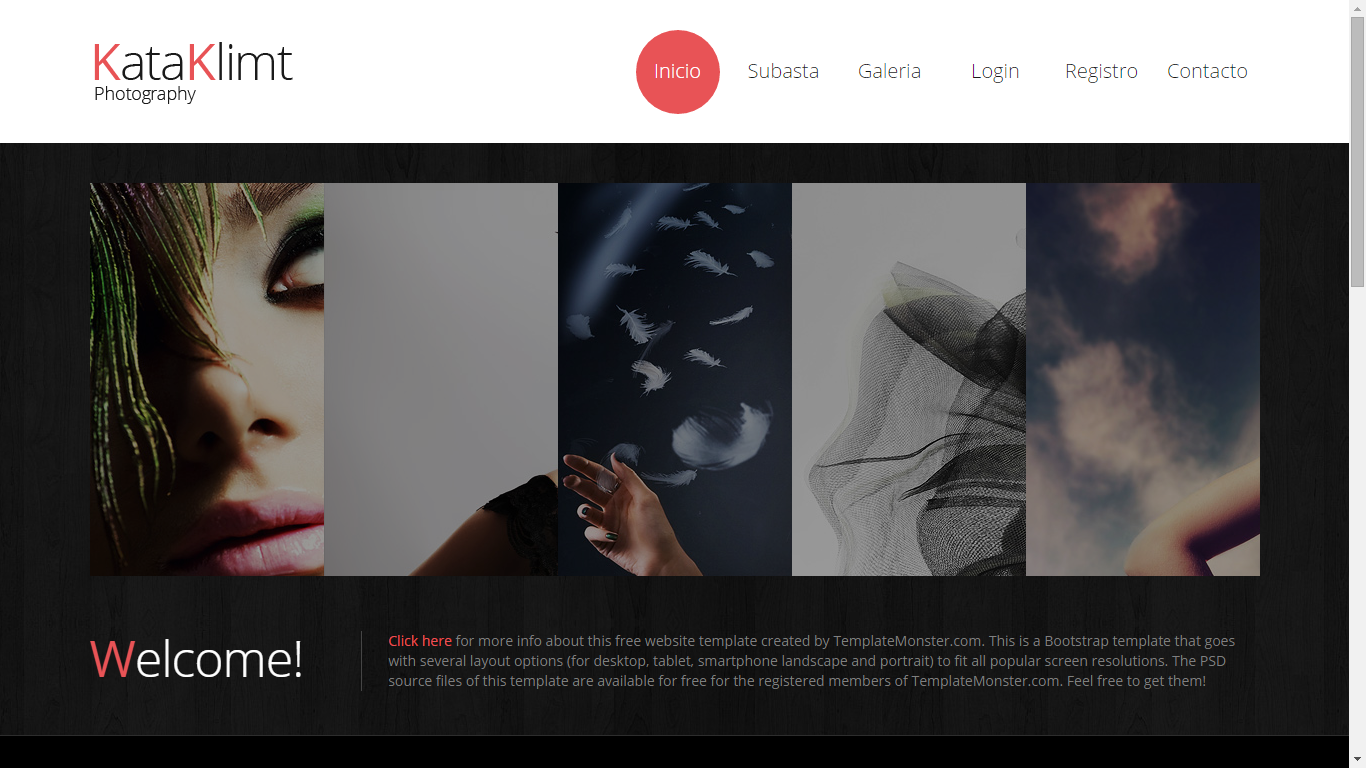 KataKlimt
Photography
Inicio Subasta Galeria Login Registro Contacto
Welcome!
Click here for more info about this free website template created by TemplateMonster.com. This is a Bootstrap template that goes
with several layout options (for desktop, tablet, smartphone landscape and portrait) to fit all popular screen resolutions. The PSD
source files of this template are available for free for the registered members of TemplateMonster.com. Feel free to get them!